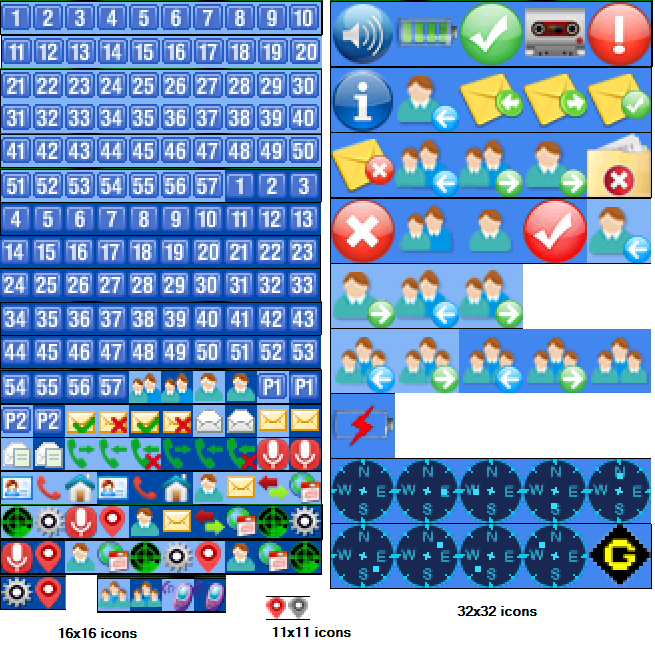 1 2 3 4 5 6 7 8 9 10
11 12 13 14 15 16 17 18 19 20
21 22 23 24 25 26 27 28 29 30
31 32 33 34 35 36 37 38 39 40
41 42 43 44 45 46 47 48 49 50
51 52 53 54 55 56 57 1 2 3
4 5 6 7 8 9 10 11 12 13
14 15 16 17 18 19 20 21 22 23
24 25 26 27 28 29 30 31 32 33
34 35 36 37 38 39 40 41 42 43
44 45 46 47 48 49 50 51 52 53
54 55 56 57 P1 P1
P2 P2
16x16 icons
11x11 icons
!
i
N N N N N
W E W E W E W E W E
S S S S S
N N N N
W E W E W E W E G
S S S S
32x32 icons